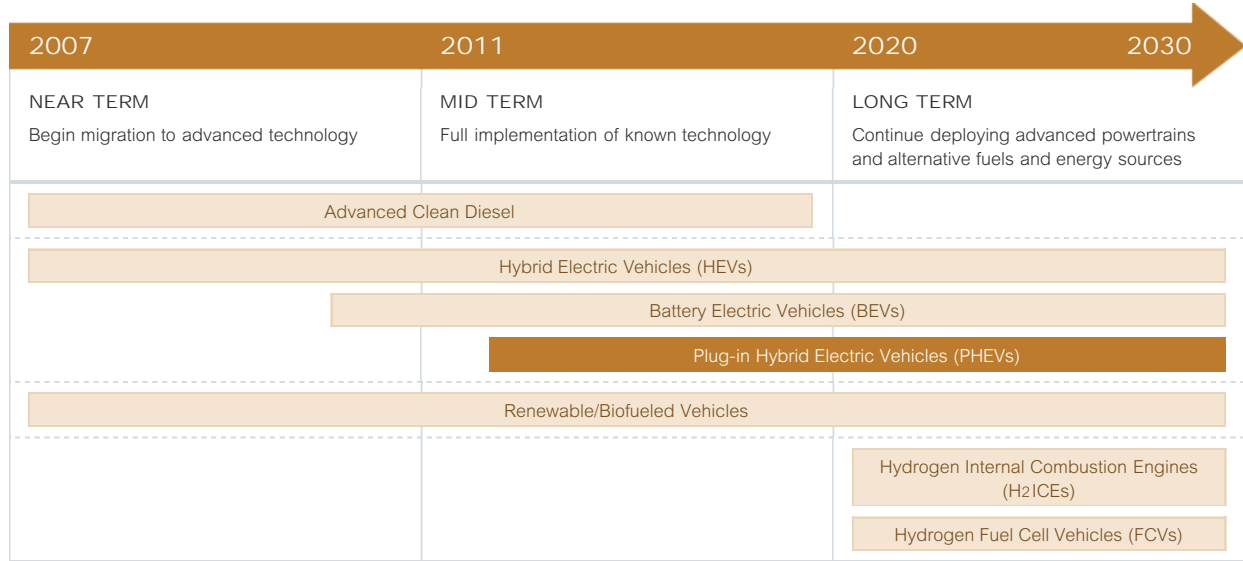 2007 2011 2020 2030
NEAR TERM
Begin migration to advanced technology
MID TERM
Full implementation of known technology
LONG TERM
Continue deploying advanced powertrains
and alternative fuels and energy sources
Advanced Clean Diesel
Hybrid Electric Vehicles (HEVs)
Battery Electric Vehicles (BEVs)
Plug-in Hybrid Electric Vehicles (PHEVs)
Renewable/Biofueled Vehicles
Hydrogen Internal Combustion Engines
(H2ICEs)
Hydrogen Fuel Cell Vehicles (FCVs)